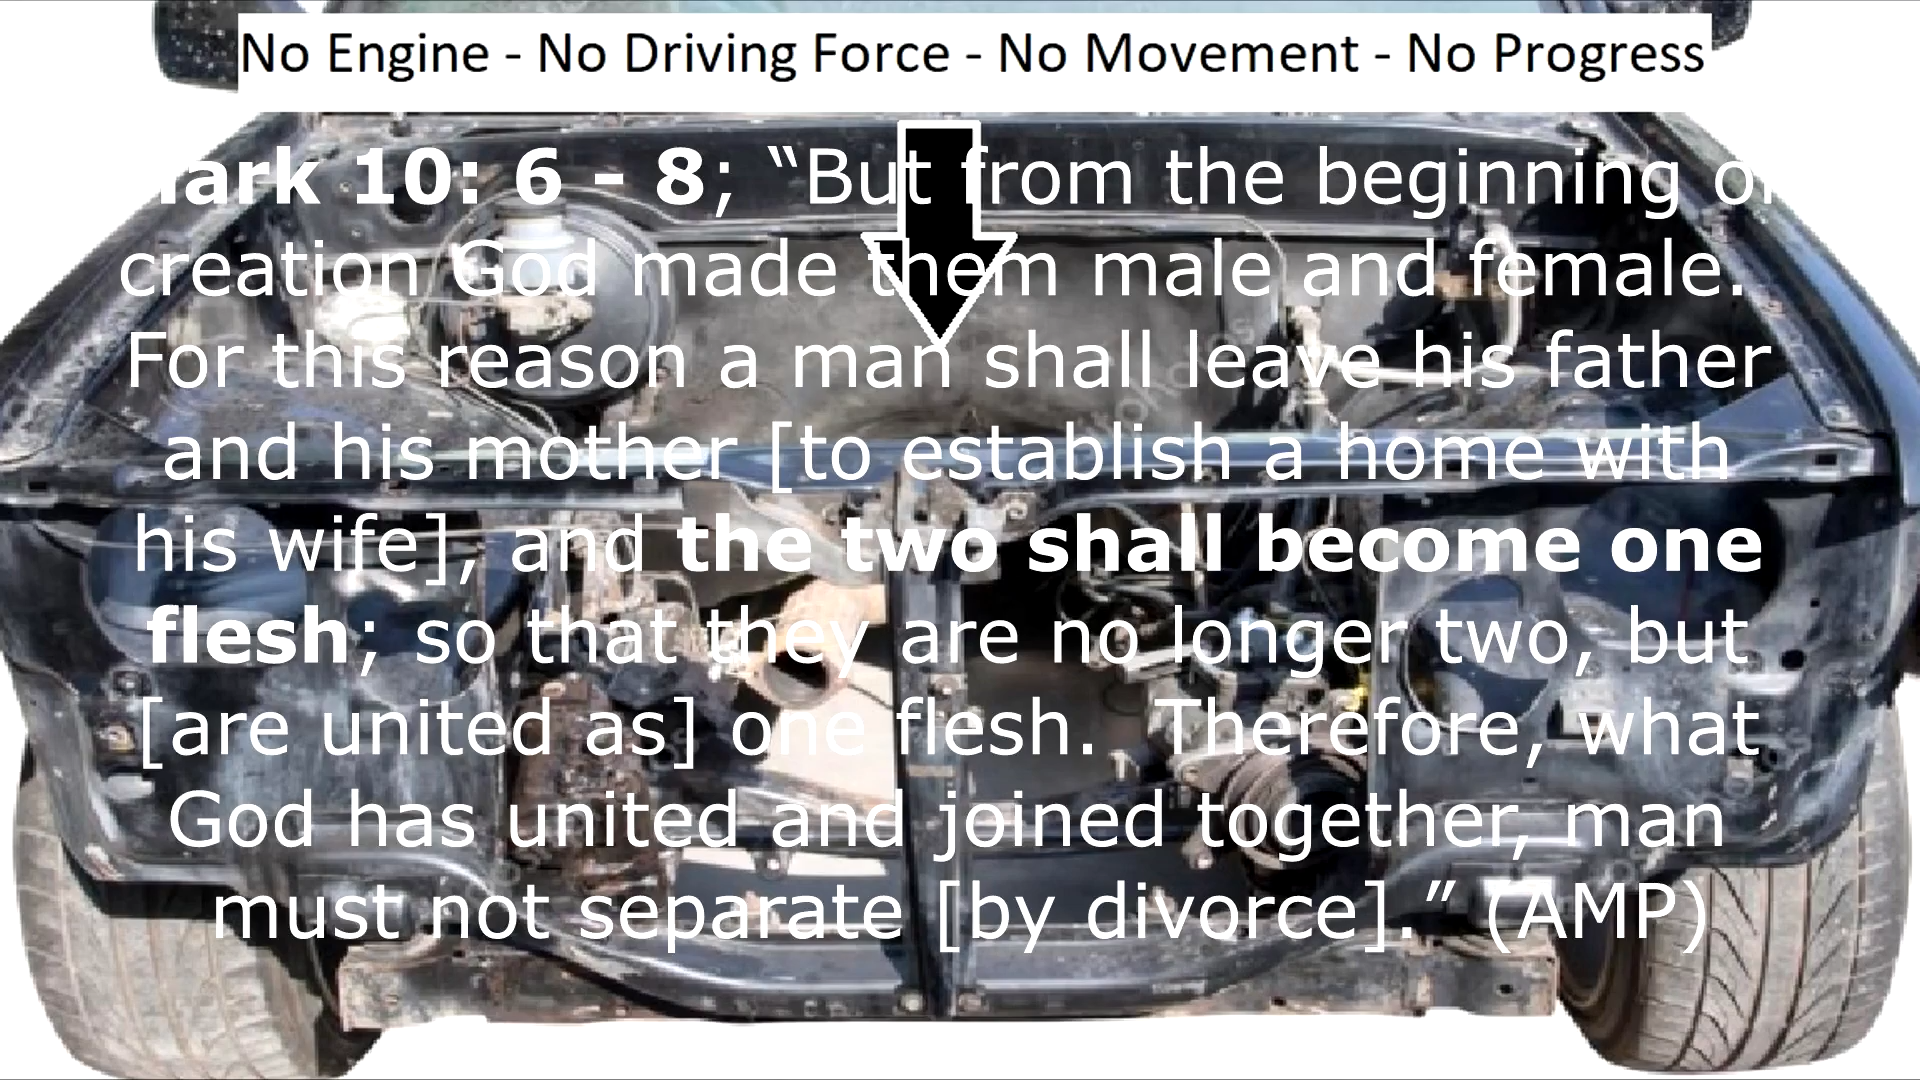 No Engine - No Driving Force - No Movement - No Progress
Mark 10: 6 - 8; “But from the beginning of
creation God made them male and female.
For this reason a man shall leave his father
and his mother [to establish a home with
his wife], and the two shall become one
flesh; so that they are no longer two, but
[are united as] one flesh.  Therefore, what
God has united and joined together, man
must not separate [by divorce].” (AMP)